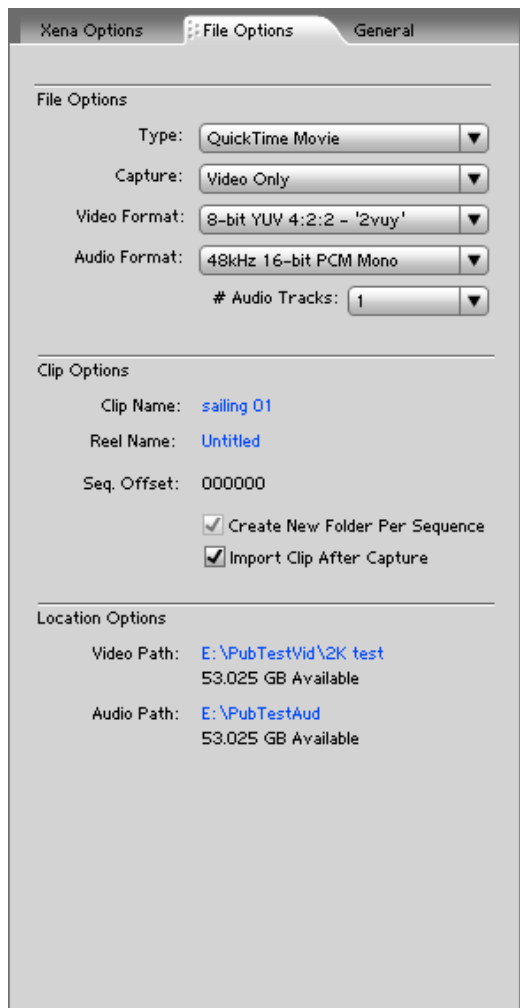 Xena Options File Options General
File Options
Type: QuickTime Movie
Capture: Video Only
Video Format: 8-bit YUV 4:2:2 - '2vuy'
Audio Format: 48kHz 16-bit PCM Mono
# Audio Tracks: 1
Clip Options
Clip Name: sailing 01
Reel Name: Untitled
Seq. Offset: 000000
Create New Folder Per Sequence
Import Clip After Capture
Location Options
Video Path: E:\PubTestVid\2K test
53.025 GB Available
Audio Path: E:\PubTestAud
53.025 GB Available